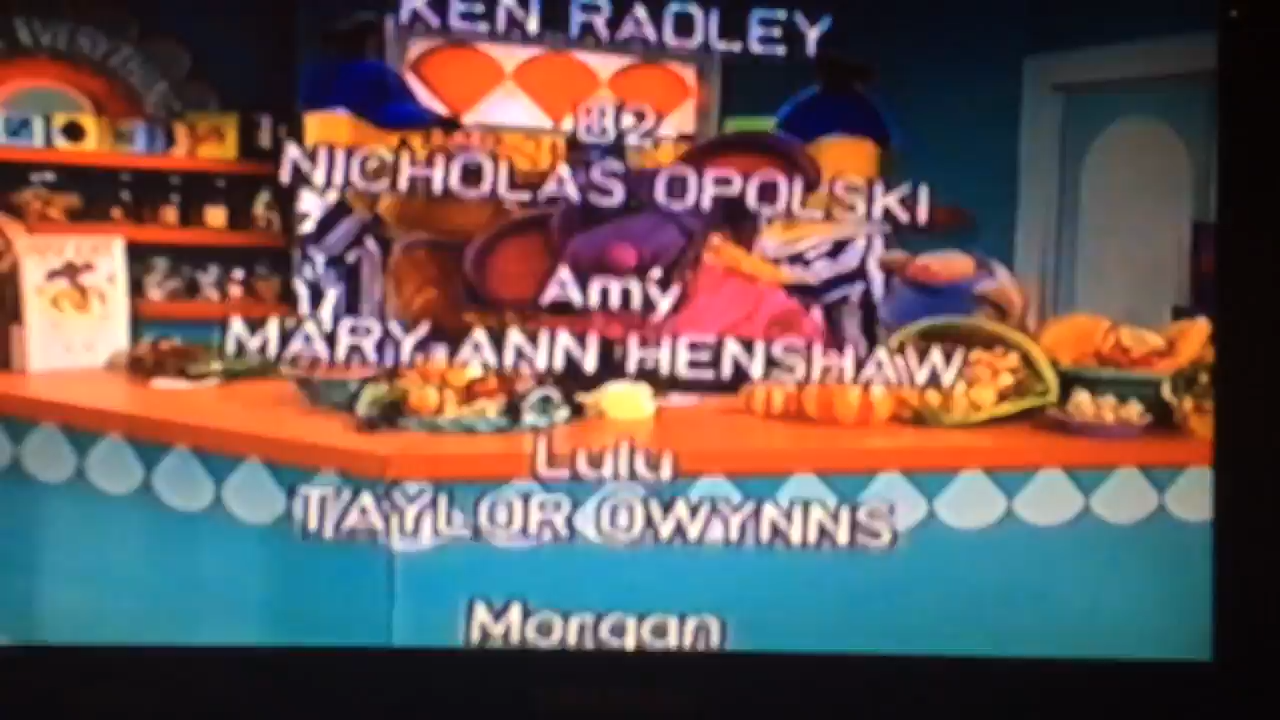 KEN RADLEY
B2
NICHOLAS OPOLSKI
Amy
MARY-ANN HENSHAW
Lulu
TAYLOR OWYNNS
Morgan